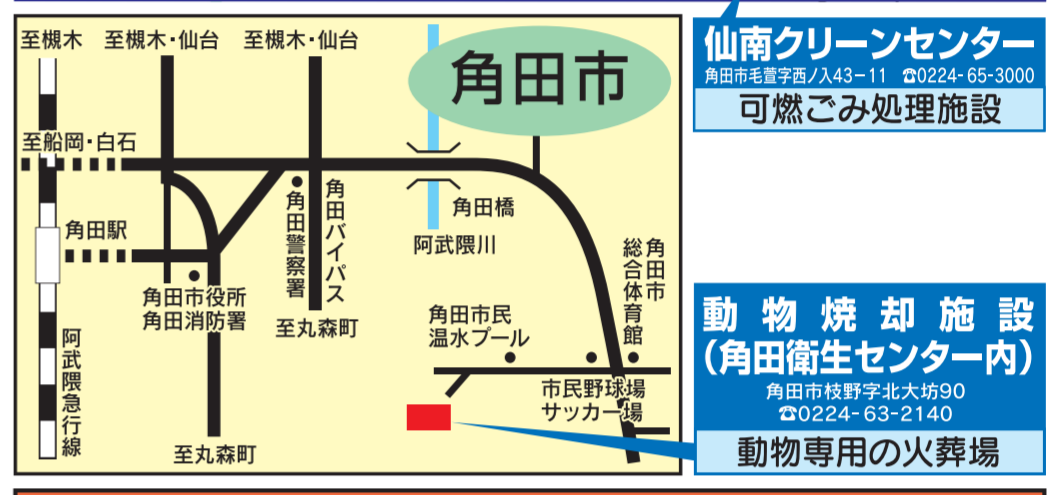 至槻木
至槻木・仙台
至槻木・仙台
角田市
至船岡・白石
角田駅
角田警察署
角田バイパス
角田橋
阿武隈川
角田市
総合体育館
角田市役所
角田消防署
至丸森町
角田市民
温水プール
市民野球場
サッカー場
阿武隈急行線
至丸森町
仙南クリーンセンター
角田市毛萱字西ノ入43−11 ☎0224-65-3000
可燃ごみ処理施設
動物焼却施設
(角田衛生センター内)
角田市枝野字北大坊90
☎0224-63-2140
動物専用の火葬場